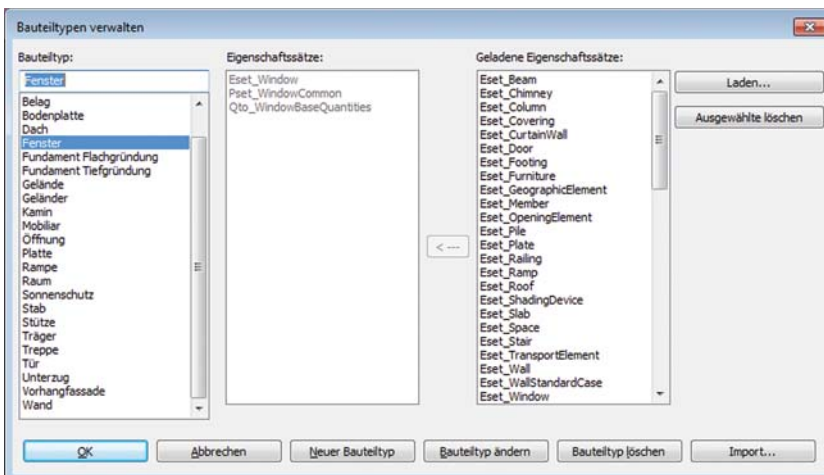 Bauteiltypen verwalten
Bauteiltyp:
Fenster
Belag
Bodenplatte
Dach
Fenster
Fundament Flachgründung
Fundament Tiefgründung
Gelände
Geländer
Kamin
Mobiliar
Öffnung
Platte
Rampe
Raum
Sonnenschutz
Stab
Stütze
Träger
Treppe
Tür
Unterzug
Vorhangfassade
Wand
Eigenschaftssätze:
Eset_Window
Pset_WindowCommon
Qto_WindowBaseQuantities
< ---
Geladene Eigenschaftssätze:
Eset_Beam
Eset_Chimney
Eset_Column
Eset_Covering
Eset_CurtainWall
Eset_Door
Eset_Footing
Eset_Furniture
Eset_GeographicElement
Eset_Member
Eset_OpeningElement
Eset_Pile
Eset_Plate
Eset_Railing
Eset_Ramp
Eset_Roof
Eset_ShadingDevice
Eset_Slab
Eset_Space
Eset_Stair
Eset_TransportElement
Eset_Wall
Eset_WallStandardCase
Eset_Window
Laden...
Ausgewählte löschen
OK
Abbrechen
Neuer Bauteiltyp
Bauteiltyp ändern
Bauteiltyp löschen
Import...